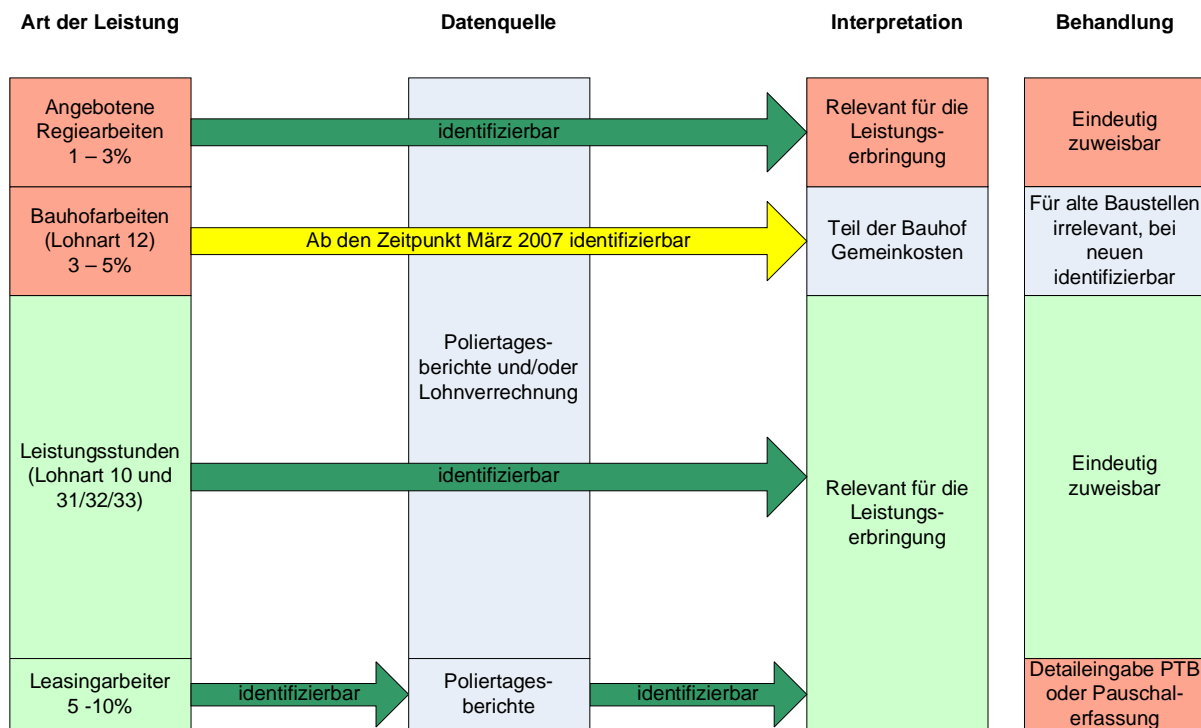 Art der Leistung
Datenquelle
Interpretation
Behandlung
Angebotene
Regiearbeiten
1 – 3%
identifizierbar
Relevant für die
Leistungs-
erbringung
Eindeutig
zuweisbar
Bauhofarbeiten
(Lohnart 12)
3 – 5%
Ab den Zeitpunkt März 2007 identifizierbar
Teil der Bauhof
Gemeinkosten
Für alte Baustellen
irrelevant, bei
neuen
identifizierbar
Poliertages-
berichte und/oder
Lohnverrechnung
Leistungsstunden
(Lohnart 10 und
31/32/33)
identifizierbar
Relevant für die
Leistungs-
erbringung
Eindeutig
zuweisbar
Leasingarbeiter
5 -10%
identifizierbar
Poliertages-
berichte
identifizierbar
Detaileingabe PTB
oder Pauschal-
erfassung